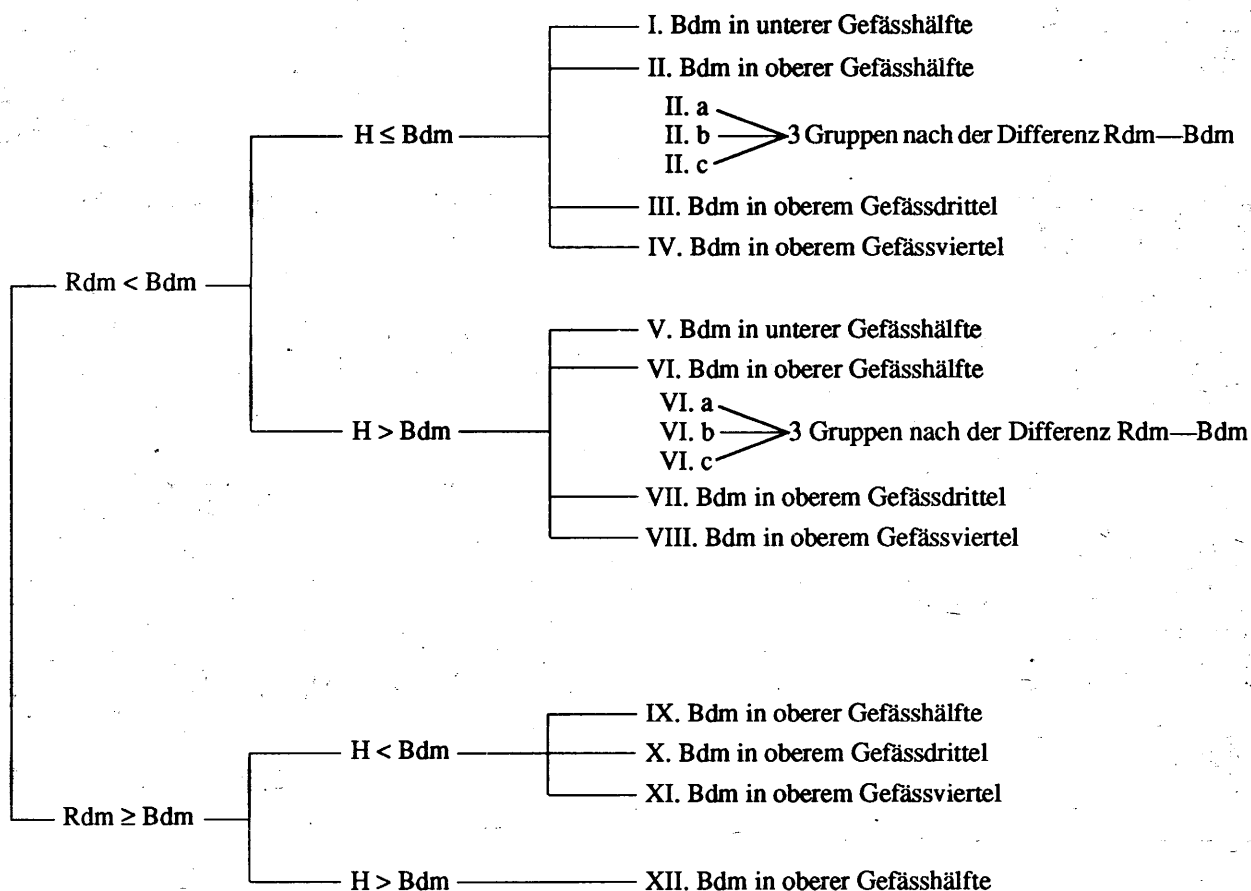 I. Bdm in unterer Gefässhälfte
II. Bdm in oberer Gefässhälfte
II. a
H ≤ Bdm
II. b
3 Gruppen nach der Differenz Rdm—Bdm
II. c
III. Bdm in oberem Gefässdrittel
IV. Bdm in oberem Gefässviertel
Rdm < Bdm
V. Bdm in unterer Gefässhälfte
VI. Bdm in oberer Gefässhälfte
VI. a
H > Bdm
VI. b
3 Gruppen nach der Differenz Rdm—Bdm
VI. c
VII. Bdm in oberem Gefässdrittel
VIII. Bdm in oberem Gefässviertel
IX. Bdm in oberer Gefässhälfte
H < Bdm
X. Bdm in oberem Gefässdrittel
XI. Bdm in oberem Gefässviertel
Rdm ≥ Bdm
H > Bdm
XII. Bdm in oberer Gefässhälfte